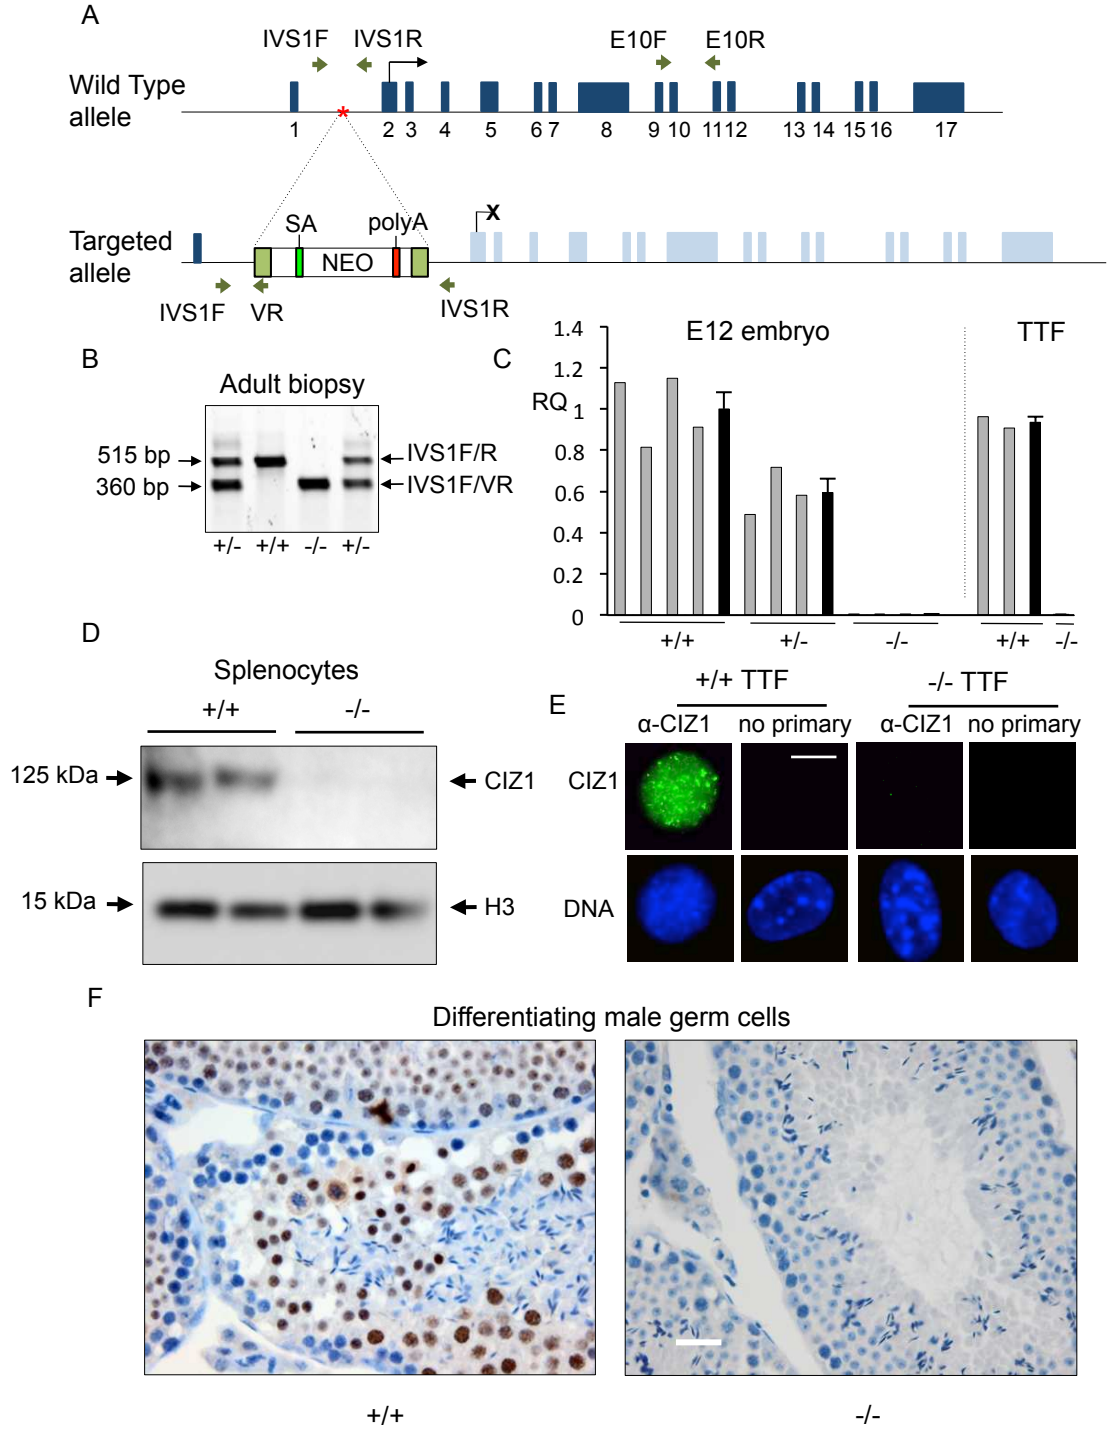 A
IVS1F IVS1R E10F E10R
Wild Type allele
*
1 2 3 4 5 6 7 8 9 10 11 12 13 14 15 16 17
SA polyA X
Targeted allele
NEO
IVS1F VR IVS1R
B
Adult biopsy
515 bp IVS1F/R
360 bp IVS1F/VR
+/- +/+ -/- +/-
C
E12 embryo TTF
RQ
1.4
1.2
1
0.8
0.6
0.4
0.2
0
+/+ +/- -/- +/+ -/-
D
Splenocytes
+/+ -/-
125 kDa CIZ1
15 kDa H3
E
+/+ TTF -/- TTF
α-CIZ1 no primary α-CIZ1 no primary
CIZ1
DNA
F
Differentiating male germ cells
+/+ -/-